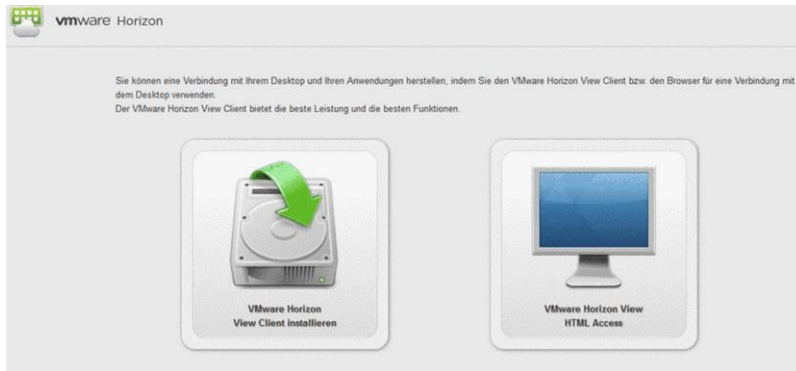 vmware Horizon
Sie können eine Verbindung mit Ihrem Desktop und Ihren Anwendungen herstellen, indem Sie den VMware Horizon View Client bzw. den Browser für eine Verbindung mit
dem Desktop verwenden.
Der VMware Horizon View Client bietet die beste Leistung und die besten Funktionen.
VMware Horizon
View Client installieren
VMware Horizon View
HTML Access